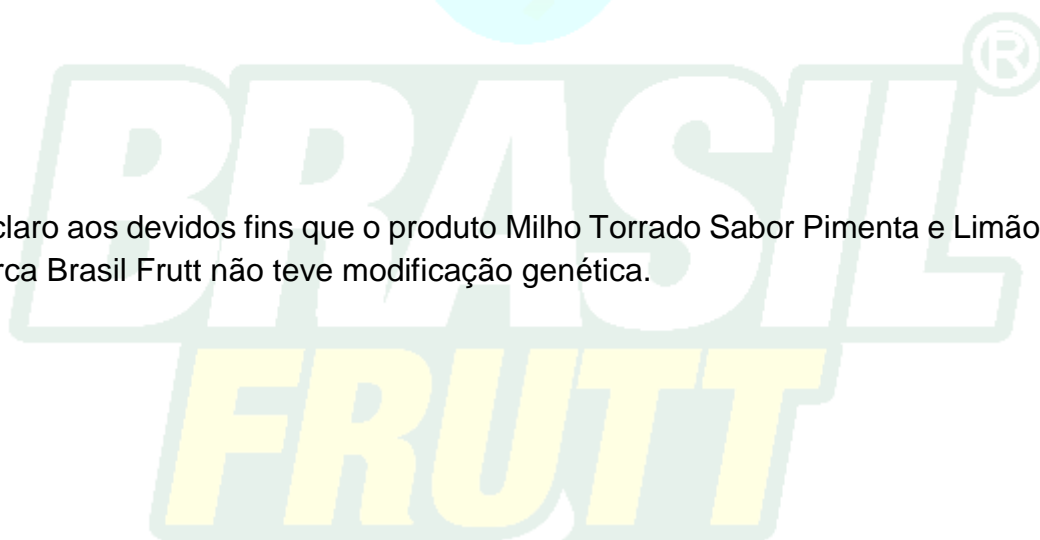 BRASIL®
claro aos devidos fins que o produto Milho Torrado Sabor Pimenta e Limão
rca Brasil Frutt não teve modificação genética.
FRUTT